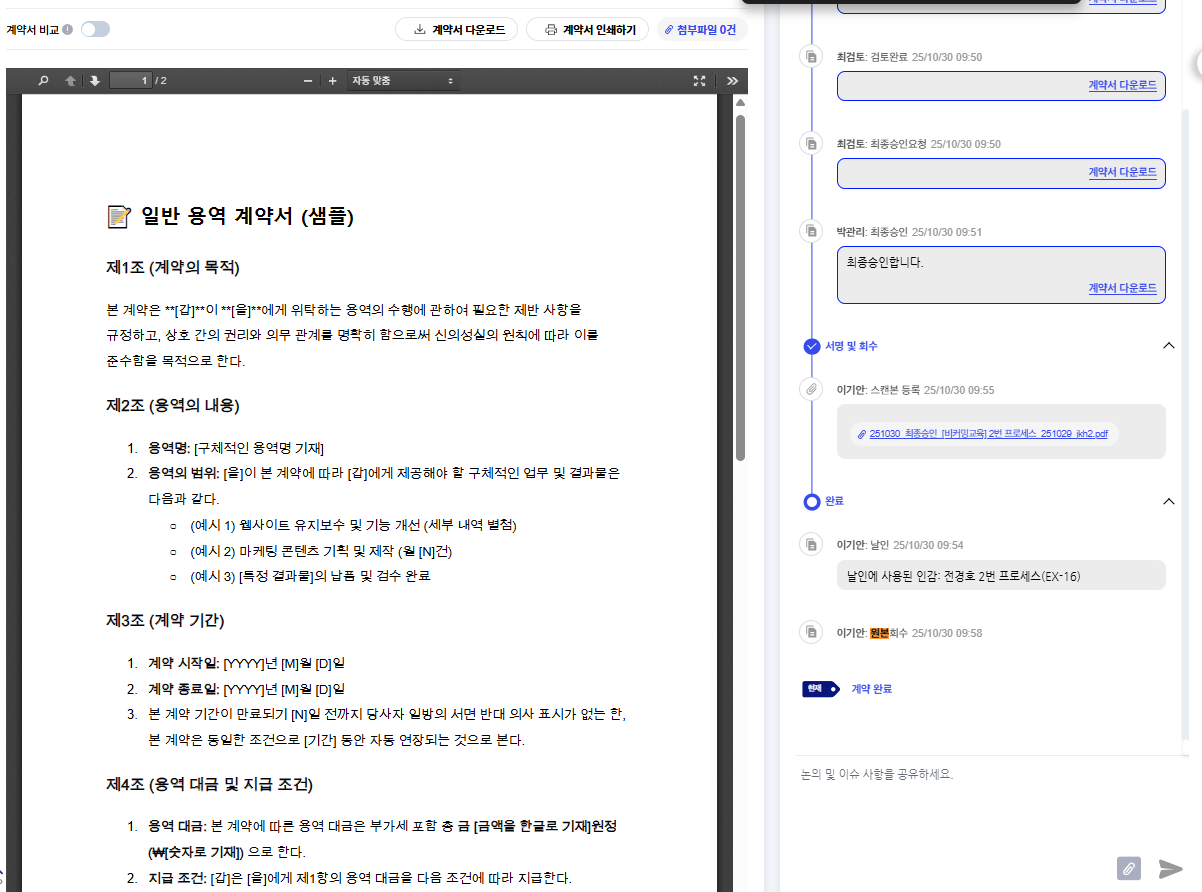 계약서 비교
계약서 다운로드
계약서 인쇄하기
첨부파일 0건
1 / 2
자동 맞춤
📝 일반 용역 계약서 (샘플)
제1조 (계약의 목적)
본 계약은 **[갑]**이 **[을]**에게 위탁하는 용역의 수행에 관하여 필요한 제반 사항을
규정하고, 상호 간의 권리와 의무 관계를 명확히 함으로써 신의성실의 원칙에 따라 이를
준수함을 목적으로 한다.
제2조 (용역의 내용)
1. 용역명: [구체적인 용역명 기재]
2. 용역의 범위: [을]이 본 계약에 따라 [갑]에게 제공해야 할 구체적인 업무 및 결과물은
다음과 같다.
○ (예시 1) 웹사이트 유지보수 및 기능 개선 (세부 내역 별첨)
○ (예시 2) 마케팅 콘텐츠 기획 및 제작 (월 [N]건)
○ (예시 3) [특정 결과물]의 납품 및 검수 완료
제3조 (계약 기간)
1. 계약 시작일: [YYYY]년 [M]월 [D]일
2. 계약 종료일: [YYYY]년 [M]월 [D]일
3. 본 계약 기간이 만료되기 [N]일 전까지 당사자 일방의 서면 반대 의사 표시가 없는 한,
본 계약은 동일한 조건으로 [기간] 동안 자동 연장되는 것으로 본다.
제4조 (용역 대금 및 지급 조건)
1. 용역 대금: 본 계약에 따른 용역 대금은 부가세 포함 총 금 [금액을 한글로 기재]원정
(₩[숫자로 기재]) 으로 한다.
2. 지급 조건: [갑]은 [을]에게 제1항의 용역 대금을 다음 조건에 따라 지급한다.
최검토: 검토완료 25/10/30 09:50
계약서 다운로드
최검토: 최종승인요청 25/10/30 09:50
계약서 다운로드
박관리: 최종승인 25/10/30 09:51
최종승인합니다.
계약서 다운로드
서명 및 회수
이기안: 스캔본 등록 25/10/30 09:55
251030_최종승인_[비커밍교육] 2번 프로세스_251029_jkh2.pdf
완료
이기안: 날인 25/10/30 09:54
날인에 사용된 인감: 전경호 2번 프로세스(EX-16)
이기안: 원본회수 25/10/30 09:58
현재 계약 완료
논의 및 이슈 사항을 공유하세요.